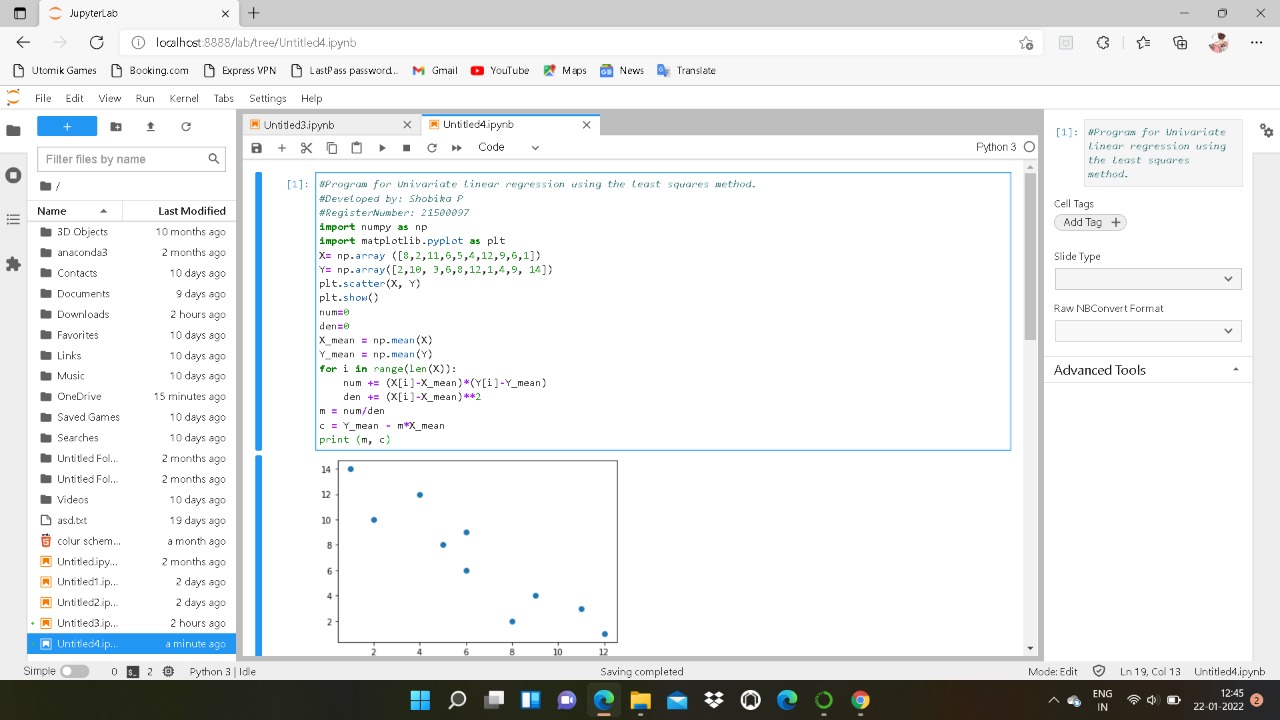 JupyterLab
localhost:8888/lab/tree/Untitled4.ipynb
Utomik Games Booking.com Express VPN LastPass password... Gmail YouTube Maps News Translate
File Edit View Run Kernel Tabs Settings Help
Untitled3.ipynb Untitled4.ipynb
Code Python 3
Filter files by name
/
Name Last Modified
3D Objects 10 months ago
anaconda3 2 months ago
Contacts 10 days ago
Documents 9 days ago
Downloads 2 hours ago
Favorites 10 days ago
Links 10 days ago
Music 10 days ago
OneDrive 15 minutes ago
Saved Games 10 days ago
Searches 10 days ago
Untitled Fol... 2 months ago
Untitled Fol... 2 months ago
Videos 10 days ago
asd.txt 19 days ago
colur schem... a month ago
Untitled.ipy... 2 months ago
Untitled1.ip... 2 days ago
Untitled2.ip... 2 days ago
Untitled3.ip... 2 hours ago
Untitled4.ip... a minute ago
[1]: #Program for Univariate linear regression using the least squares method.
#Developed by: Shobika P
#RegisterNumber: 21500097
import numpy as np
import matplotlib.pyplot as plt
X= np.array ([8,2,11,6,5,4,12,9,6,1])
Y= np.array([2,10, 3,6,8,12,1,4,9, 14])
plt.scatter(X, Y)
plt.show()
num=0
den=0
X_mean = np.mean(X)
Y_mean = np.mean(Y)
for i in range(len(X)):
    num += (X[i]-X_mean)*(Y[i]-Y_mean)
    den += (X[i]-X_mean)**2
m = num/den
c = Y_mean - m*X_mean
print (m, c)
14
12
10
8
6
4
2
2 4 6 8 10 12
[1]: #Program for Univariate
linear regression using
the least squares
method.
Cell Tags
Add Tag +
Slide Type
Raw NBConvert Format
Advanced Tools
Simple 0 2 Python 3 | Idle Saving completed Mode: Edit Ln 19, Col 13 Untitled4.ipynb
ENG
IN
12:45
22-01-2022
2